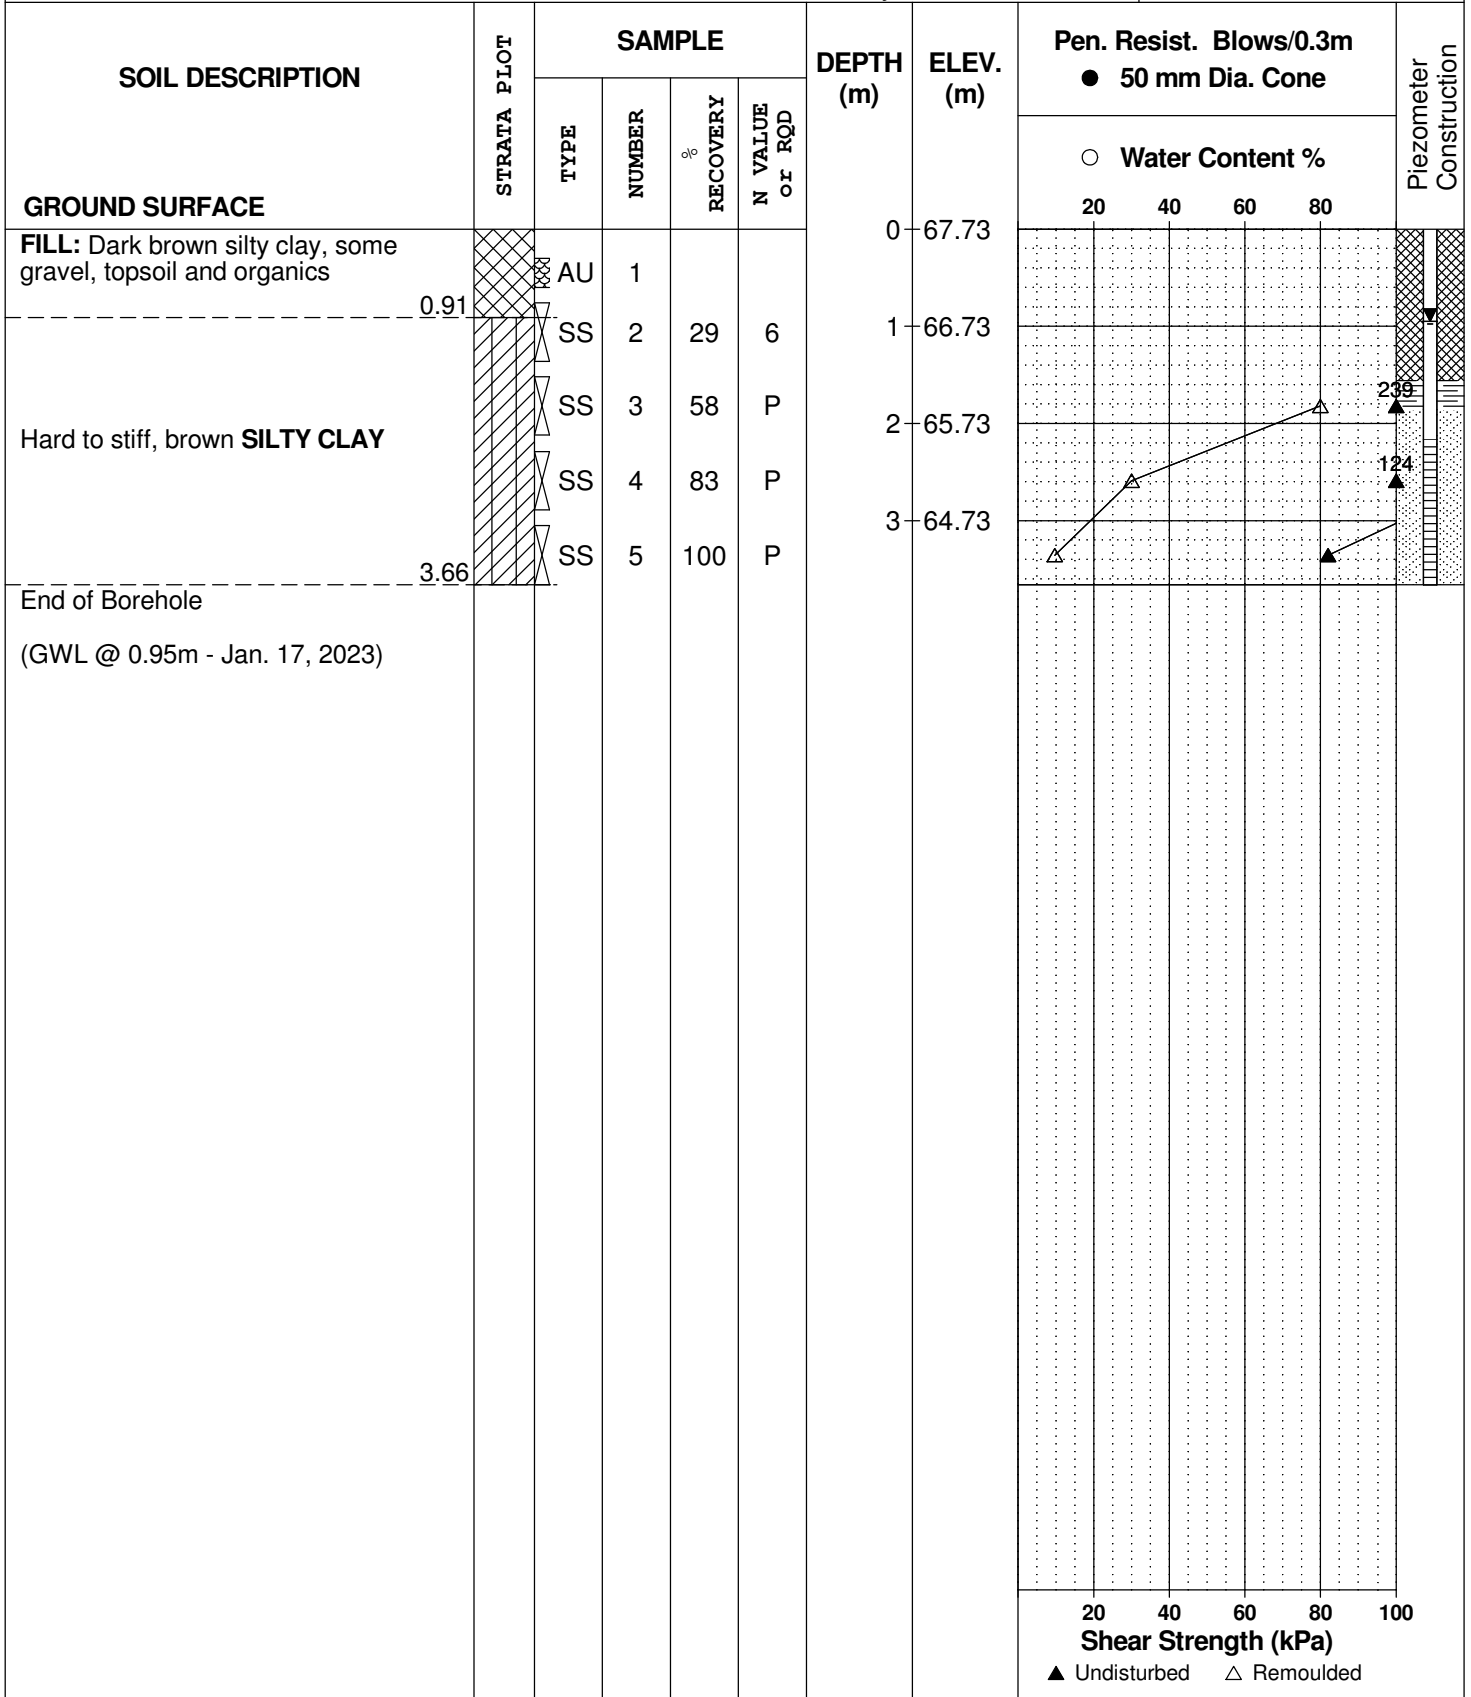 SOIL DESCRIPTION
GROUND SURFACE
STRATA PLOT
SAMPLE
TYPE
NUMBER
%
RECOVERY
N VALUE
or RQD
DEPTH
(m)
ELEV.
(m)
Pen. Resist. Blows/0.3m
● 50 mm Dia. Cone
○ Water Content %
20 40 60 80
Piezometer
Construction
FILL: Dark brown silty clay, some
gravel, topsoil and organics
0.91
AU 1
SS 2 29 6
SS 3 58 P
SS 4 83 P
SS 5 100 P
0 67.73
1 66.73
2 65.73
3 64.73
239
124
Hard to stiff, brown SILTY CLAY
3.66
End of Borehole
(GWL @ 0.95m - Jan. 17, 2023)
20 40 60 80 100
Shear Strength (kPa)
▲ Undisturbed △ Remoulded